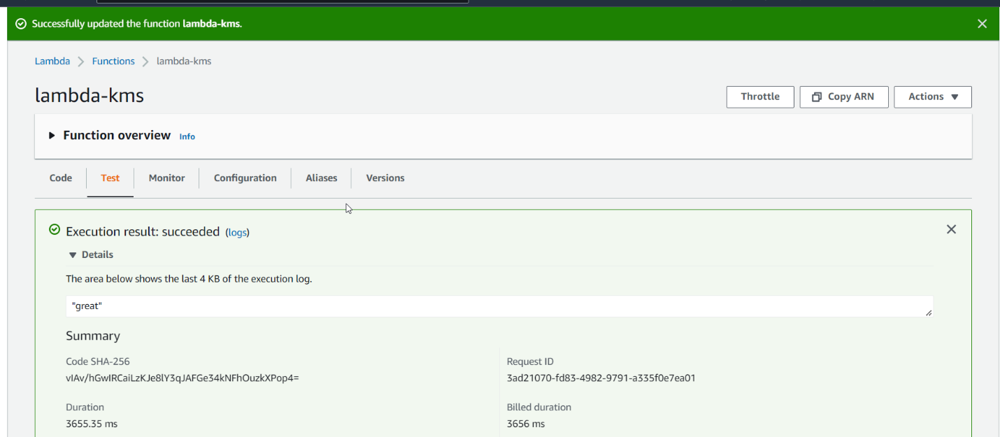 Successfully updated the function lambda-kms.
Lambda > Functions > lambda-kms
lambda-kms
Throttle Copy ARN Actions ▼
▶ Function overview Info
Code Test Monitor Configuration Aliases Versions
Execution result: succeeded (logs)
▼ Details
The area below shows the last 4 KB of the execution log.
"great"
Summary
Code SHA-256 Request ID
vIAv/hGwIRCaiLzKJe8lY3qJAFGe34kNFhOuzkXPop4= 3ad21070-fd83-4982-9791-a335f0e7ea01
Duration Billed duration
3655.35 ms 3656 ms